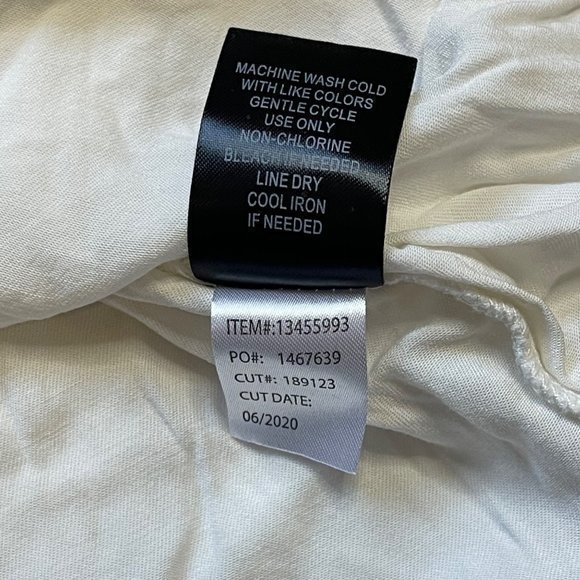 MACHINE WASH COLD
WITH LIKE COLORS
GENTLE CYCLE
USE ONLY
NON-CHLORINE
BLEACH IF NEEDED
LINE DRY
COOL IRON
IF NEEDED
ITEM#:13455993
PO#: 1467639
CUT#: 189123
CUT DATE:
06/2020